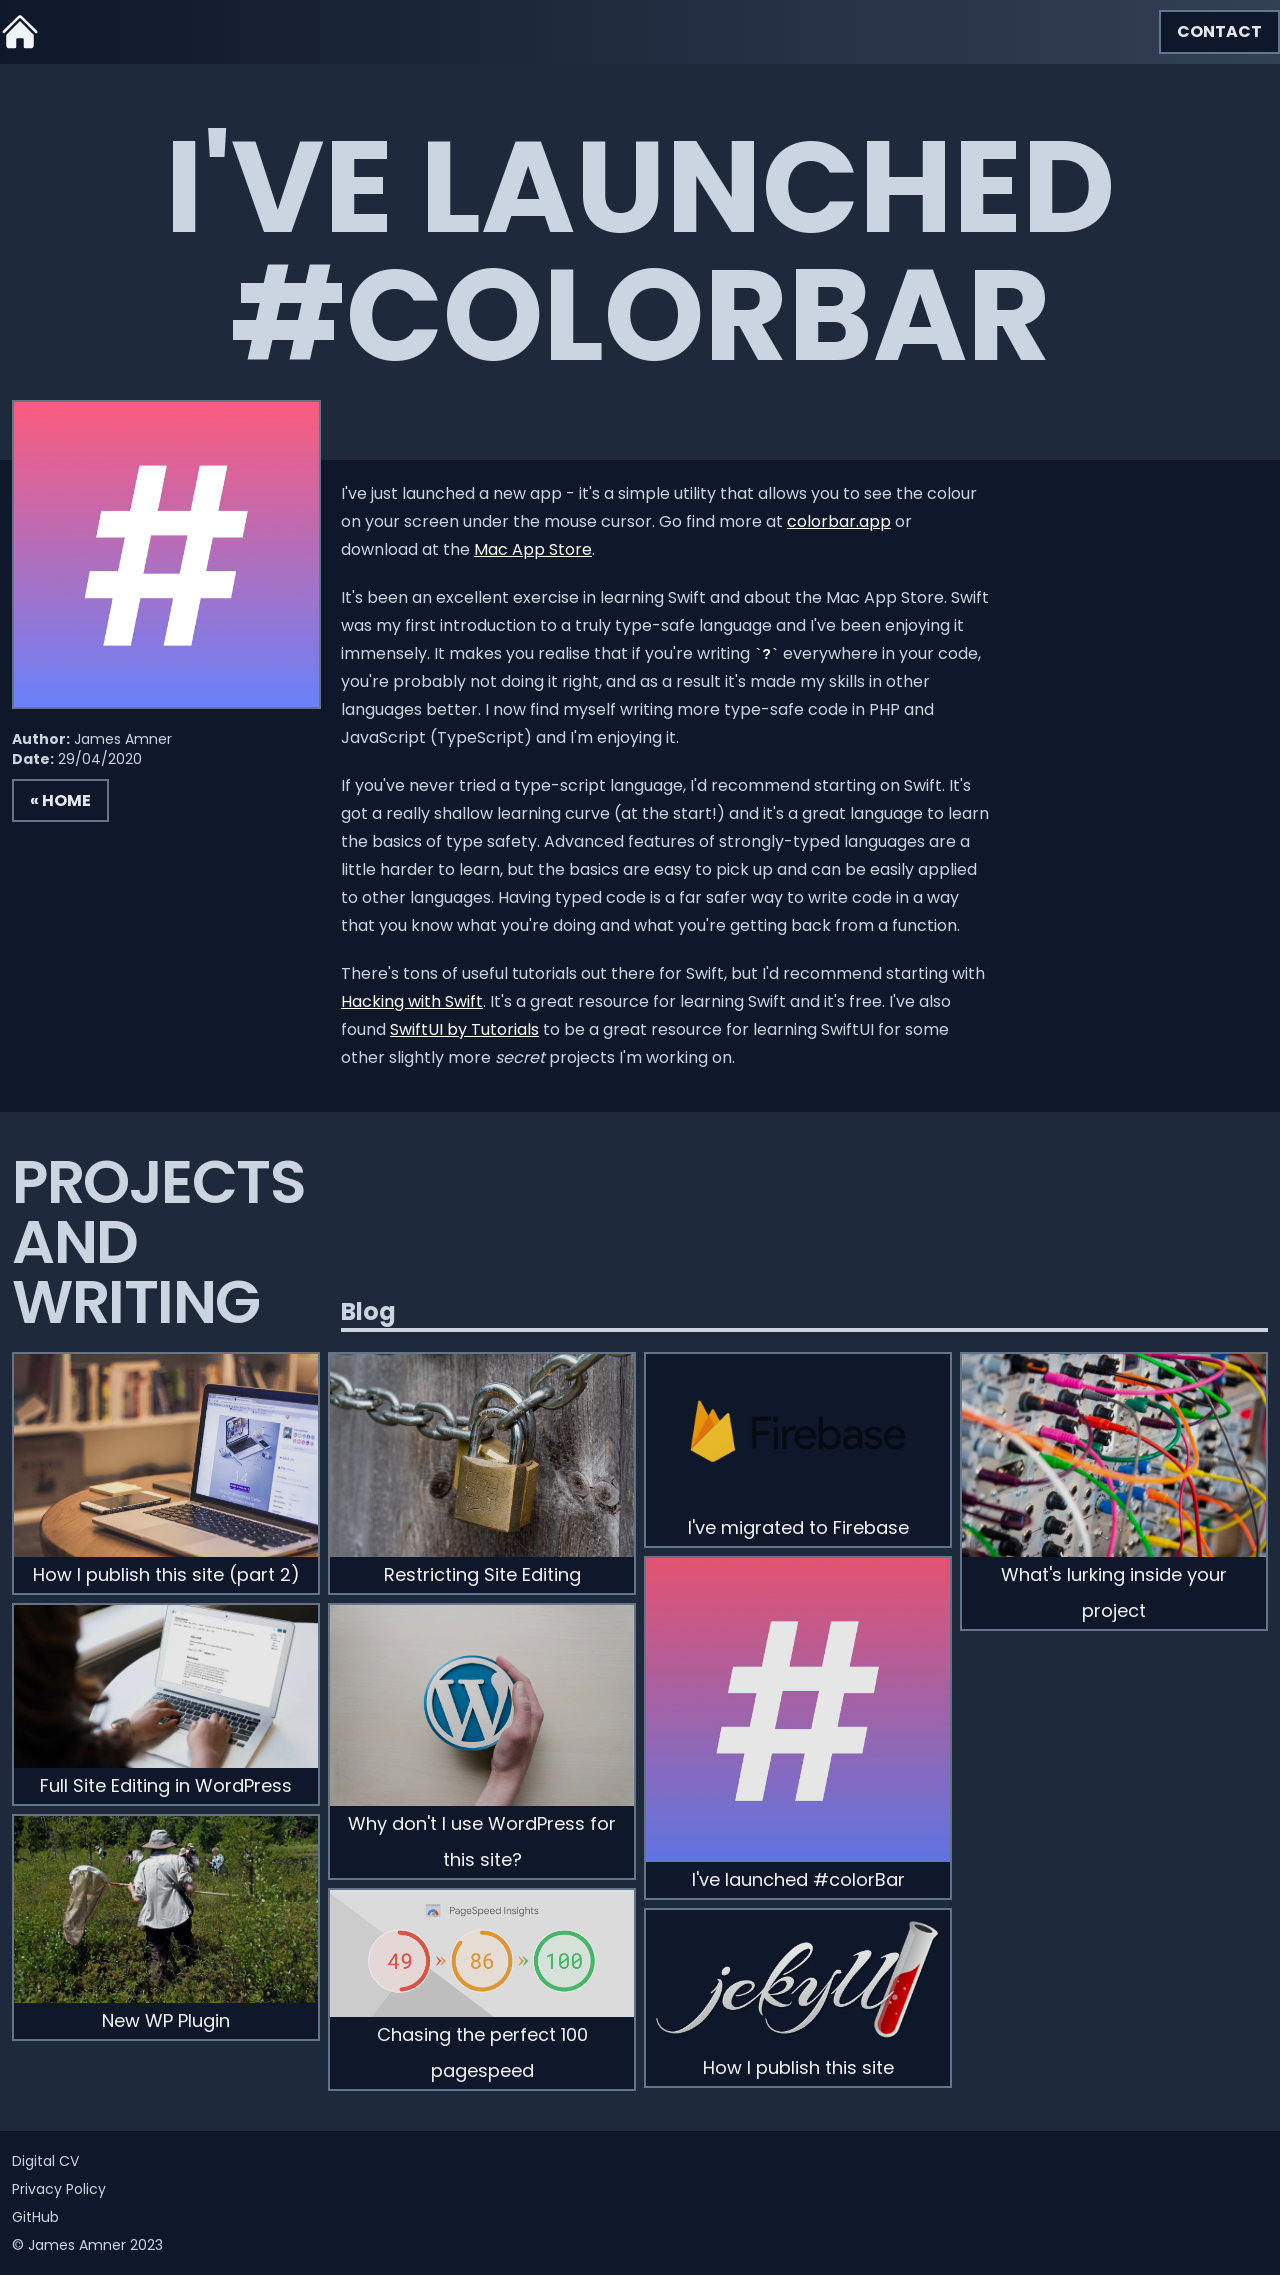 CONTACT
I'VE LAUNCHED
#COLORBAR
#
I've just launched a new app - it's a simple utility that allows you to see the colour
on your screen under the mouse cursor. Go find more at colorbar.app or
download at the Mac App Store.
It's been an excellent exercise in learning Swift and about the Mac App Store. Swift
was my first introduction to a truly type-safe language and I've been enjoying it
immensely. It makes you realise that if you're writing `?` everywhere in your code,
you're probably not doing it right, and as a result it's made my skills in other
languages better. I now find myself writing more type-safe code in PHP and
JavaScript (TypeScript) and I'm enjoying it.
If you've never tried a type-script language, I'd recommend starting on Swift. It's
got a really shallow learning curve (at the start!) and it's a great language to learn
the basics of type safety. Advanced features of strongly-typed languages are a
little harder to learn, but the basics are easy to pick up and can be easily applied
to other languages. Having typed code is a far safer way to write code in a way
that you know what you're doing and what you're getting back from a function.
There's tons of useful tutorials out there for Swift, but I'd recommend starting with
Hacking with Swift. It's a great resource for learning Swift and it's free. I've also
found SwiftUI by Tutorials to be a great resource for learning SwiftUI for some
other slightly more secret projects I'm working on.
Author: James Amner
Date: 29/04/2020
« HOME
PROJECTS
AND
WRITING
Blog
How I publish this site (part 2)
Full Site Editing in WordPress
New WP Plugin
Restricting Site Editing
W
Why don't I use WordPress for
this site?
PageSpeed Insights
49 » 86 » 100
Chasing the perfect 100
pagespeed
Firebase
I've migrated to Firebase
#
I've launched #colorBar
jekyll
How I publish this site
What's lurking inside your
project
Digital CV
Privacy Policy
GitHub
© James Amner 2023